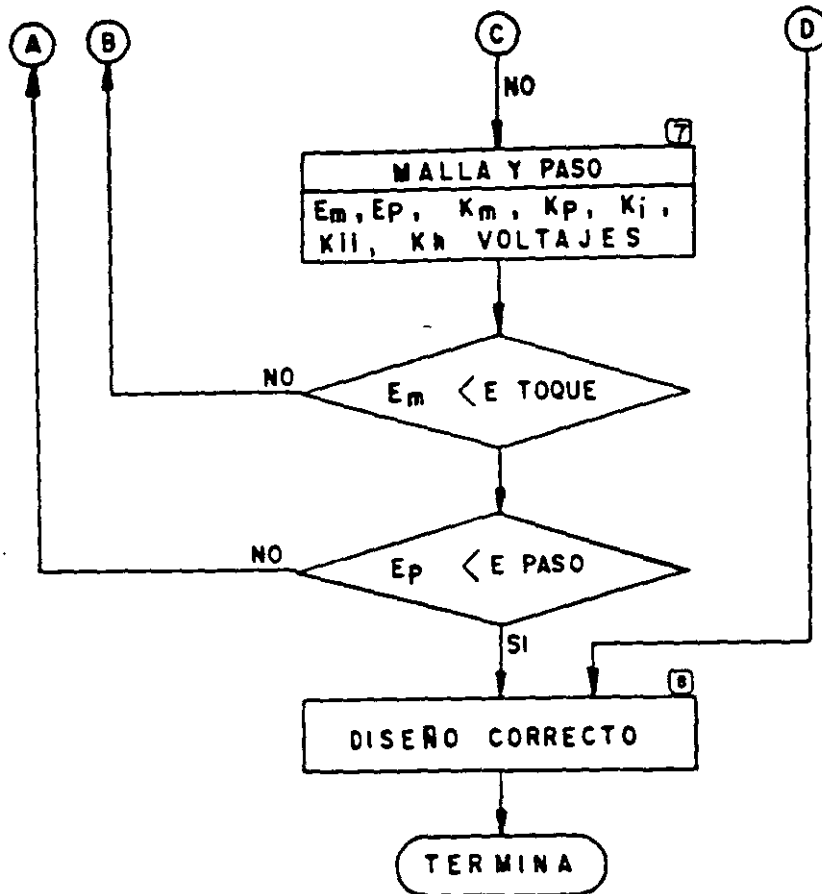 A B C D
NO
7
MALLA Y PASO
Em, Ep, Km, Kp, Ki,
Kii, Kh VOLTAJES
NO
Em < E TOQUE
NO
Ep < E PASO
SI
8
DISEÑO CORRECTO
TERMINA